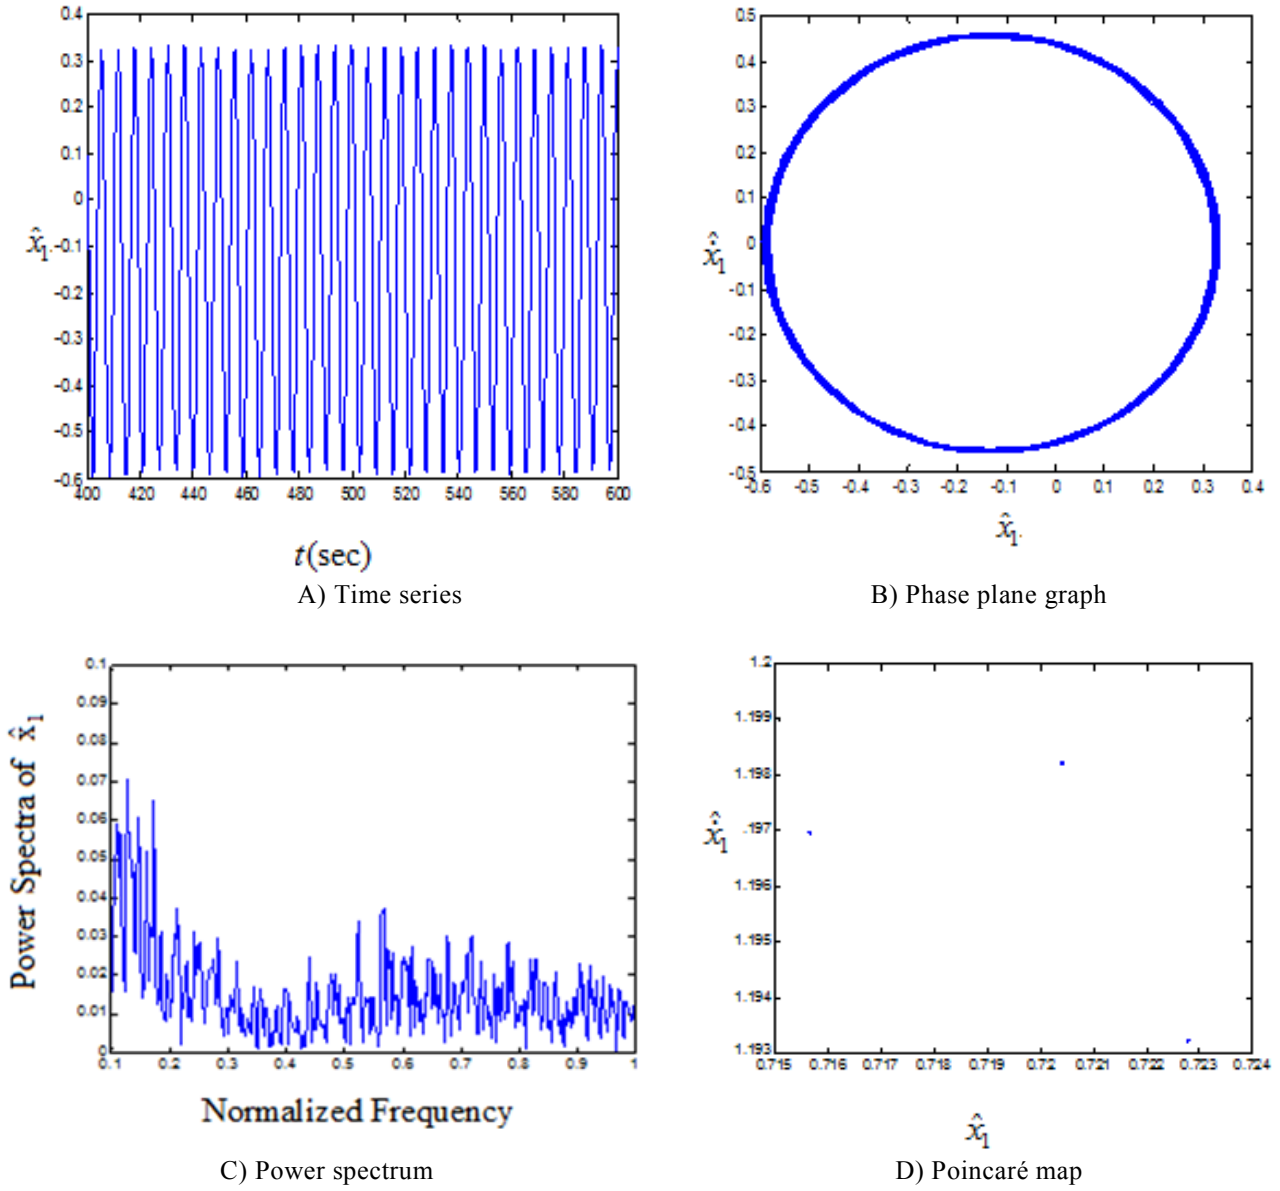 0.4
0.3
0.2
0.1
0
-0.1
-0.2
-0.3
-0.4
-0.5
-0.6
x̂₁
400 420 440 460 480 500 520 540 560 580 600
t(sec)
A) Time series
0.5
0.4
0.3
0.2
0.1
0
-0.1
-0.2
-0.3
-0.4
-0.5
x̂̇₁
-0.6 -0.5 -0.4 -0.3 -0.2 -0.1 0 0.1 0.2 0.3 0.4
x̂₁
B) Phase plane graph
0.1
0.09
0.08
0.07
0.06
0.05
0.04
0.03
0.02
0.01
0
Power Spectra of x̂₁
0.1 0.2 0.3 0.4 0.5 0.6 0.7 0.8 0.9 1
Normalized Frequency
C) Power spectrum
1.2
1.199
1.198
.197
1.196
1.195
1.194
1.193
x̂̇₁
0.715 0.716 0.717 0.718 0.719 0.72 0.721 0.722 0.723 0.724
x̂₁
D) Poincaré map